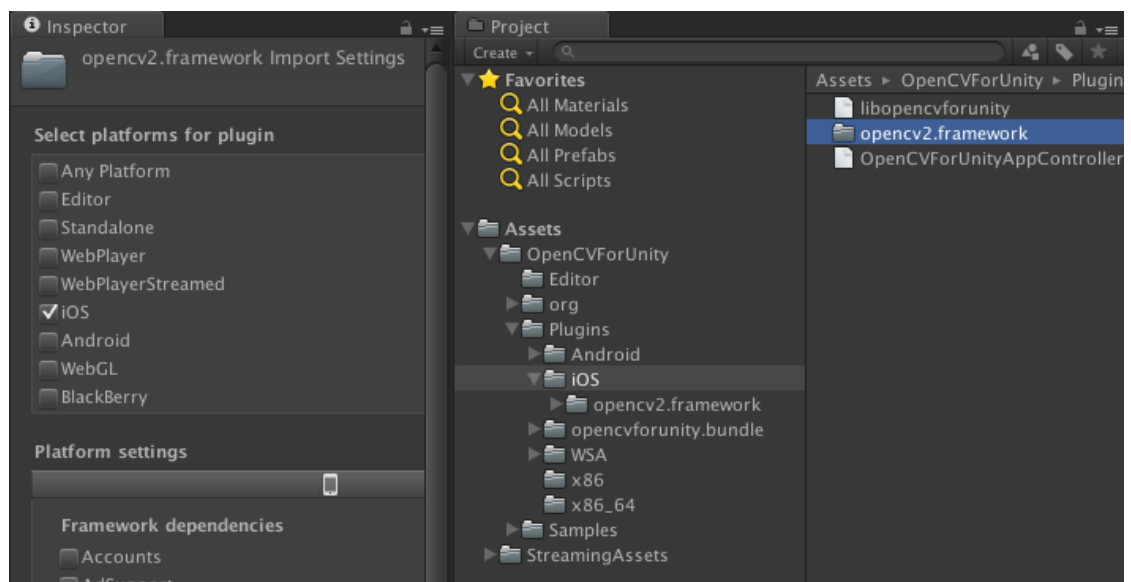 Inspector
opencv2.framework Import Settings
Select platforms for plugin
Any Platform
Editor
Standalone
WebPlayer
WebPlayerStreamed
iOS
Android
WebGL
BlackBerry
Platform settings
Framework dependencies
Accounts
AdSupport
Project
Create
Favorites
All Materials
All Models
All Prefabs
All Scripts
Assets
OpenCVForUnity
Editor
org
Plugins
Android
iOS
opencv2.framework
opencvforunity.bundle
WSA
x86
x86_64
Samples
StreamingAssets
Assets ▸ OpenCVForUnity ▸ Plugin
libopencvforunity
opencv2.framework
OpenCVForUnityAppController